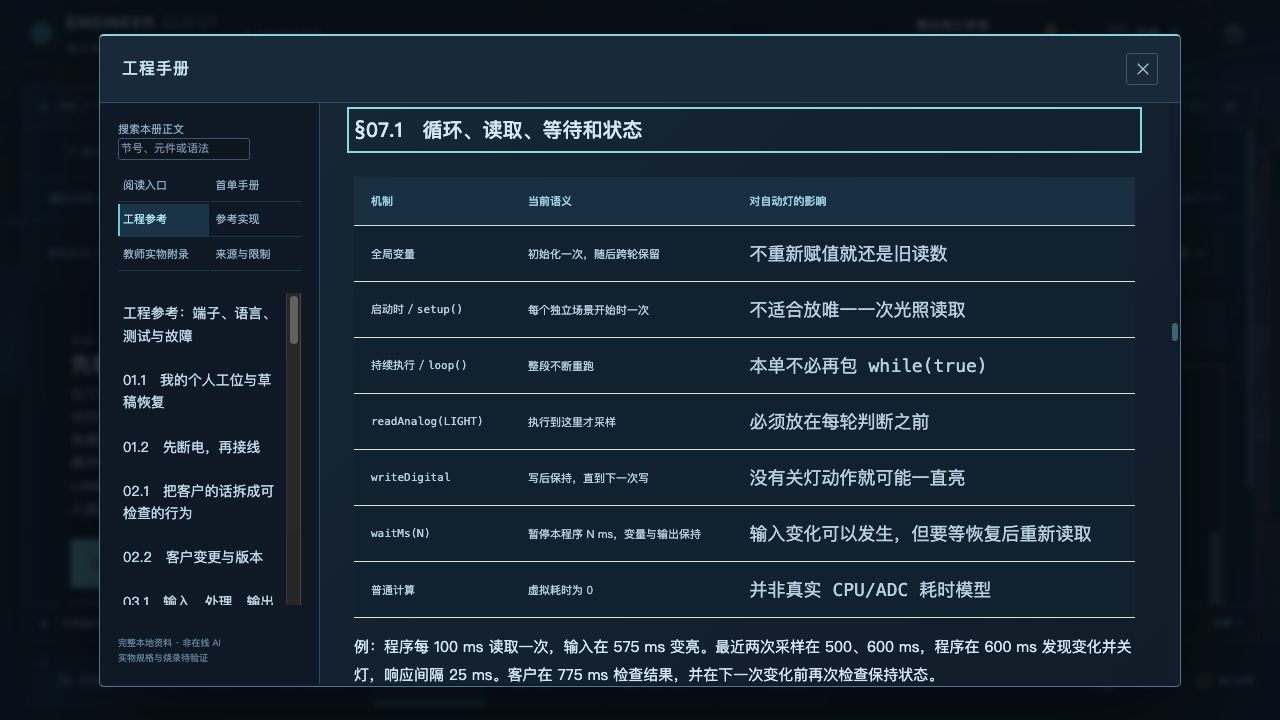 ENGINEER QUEST
工程手册
搜索本册正文
节号、元件或语法
阅读入口 首单手册
工程参考 参考实现
教师实物附录 来源与限制
工程参考：端子、语言、
测试与故障
01.1 我的个人工位与草
稿恢复
01.2 先断电，再接线
02.1 把客户的话拆成可
检查的行为
02.2 客户变更与版本
03.1 输入、处理、输出
完整本地资料 · 非在线 AI
实物规格与烧录待验证
§07.1 循环、读取、等待和状态
机制 当前语义 对自动灯的影响
全局变量 初始化一次，随后跨轮保留 不重新赋值就还是旧读数
启动时 / setup() 每个独立场景开始时一次 不适合放唯一一次光照读取
持续执行 / loop() 整段不断重跑 本单不必再包 while(true)
readAnalog(LIGHT) 执行到这里才采样 必须放在每轮判断之前
writeDigital 写后保持，直到下一次写 没有关灯动作就可能一直亮
waitMs(N) 暂停本程序 N ms，变量与输出保持 输入变化可以发生，但要等恢复后重新读取
普通计算 虚拟耗时为 0 并非真实 CPU/ADC 耗时模型
例：程序每 100 ms 读取一次，输入在 575 ms 变亮。最近两次采样在 500、600 ms，程序在 600 ms 发现变化并关
灯，响应间隔 25 ms。客户在 775 ms 检查结果，并在下一次变化前再次检查保持状态。